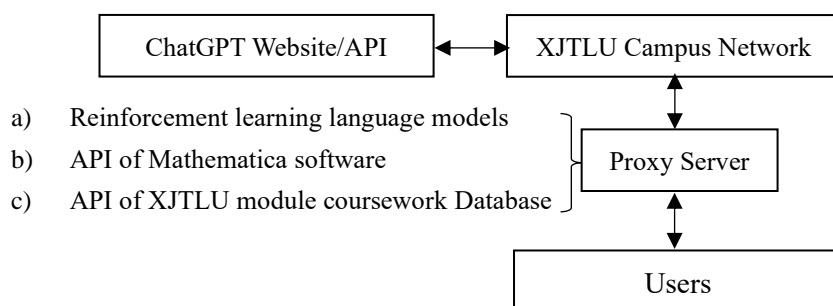 ChatGPT Website/API
XJTLU Campus Network
a) Reinforcement learning language models
b) API of Mathematica software
c) API of XJTLU module coursework Database
Proxy Server
Users